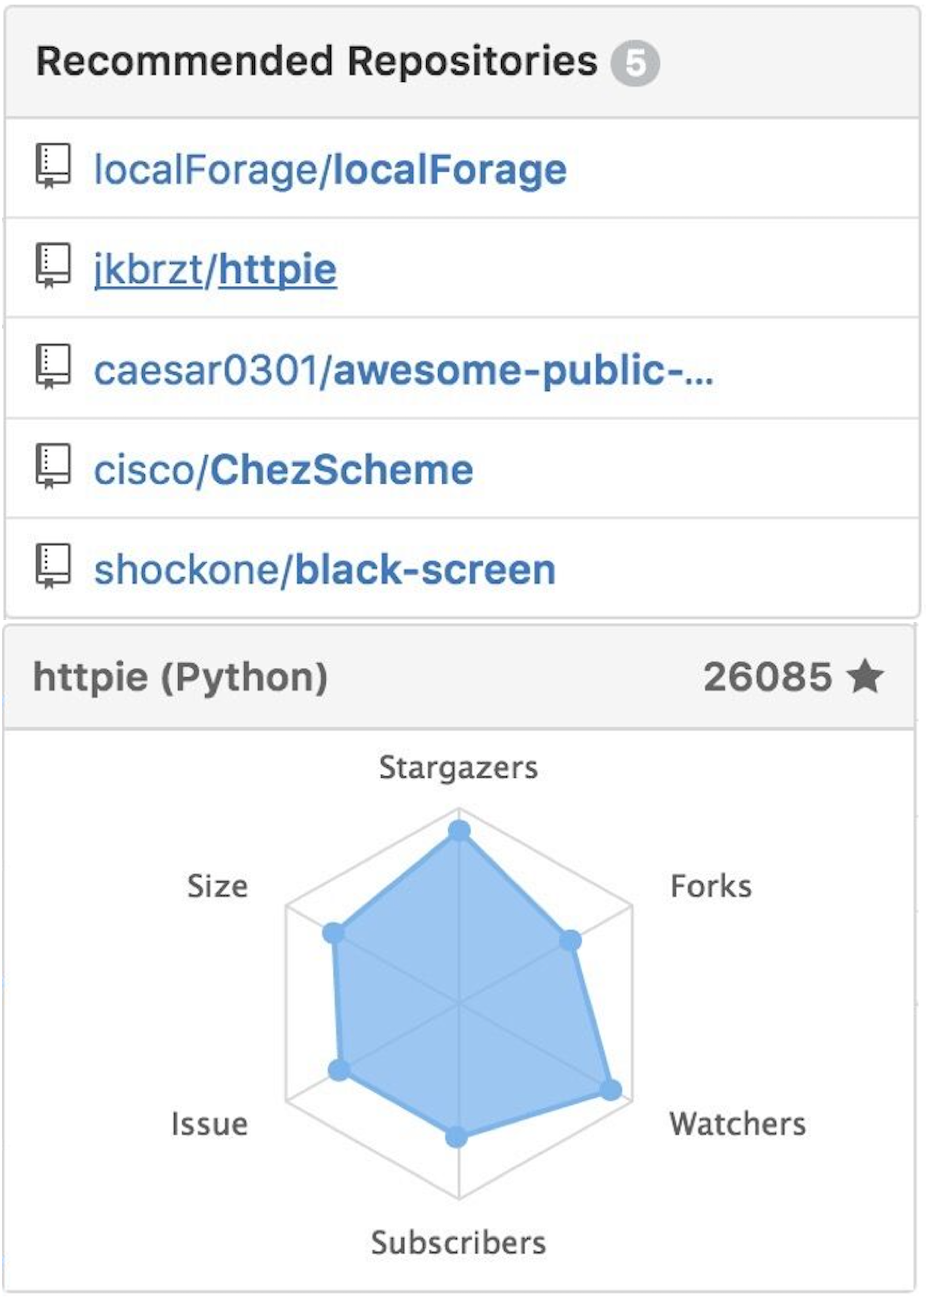 Recommended Repositories 5
localForage/localForage
jkbrzt/httpie
caesar0301/awesome-public-...
cisco/ChezScheme
shockone/black-screen
httpie (Python) 26085
Stargazers
Size
Forks
Issue
Watchers
Subscribers